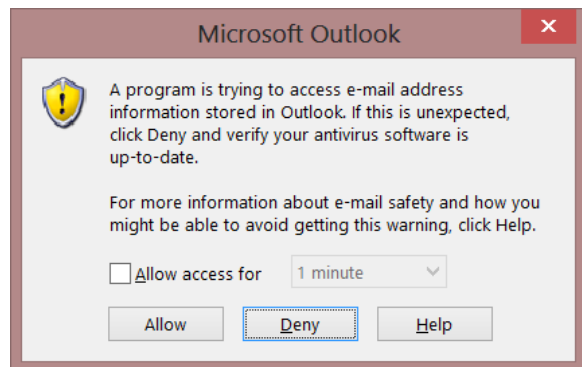 Microsoft Outlook
A program is trying to access e-mail address
information stored in Outlook. If this is unexpected,
click Deny and verify your antivirus software is
up-to-date.
For more information about e-mail safety and how you
might be able to avoid getting this warning, click Help.
Allow access for 1 minute
Allow Deny Help